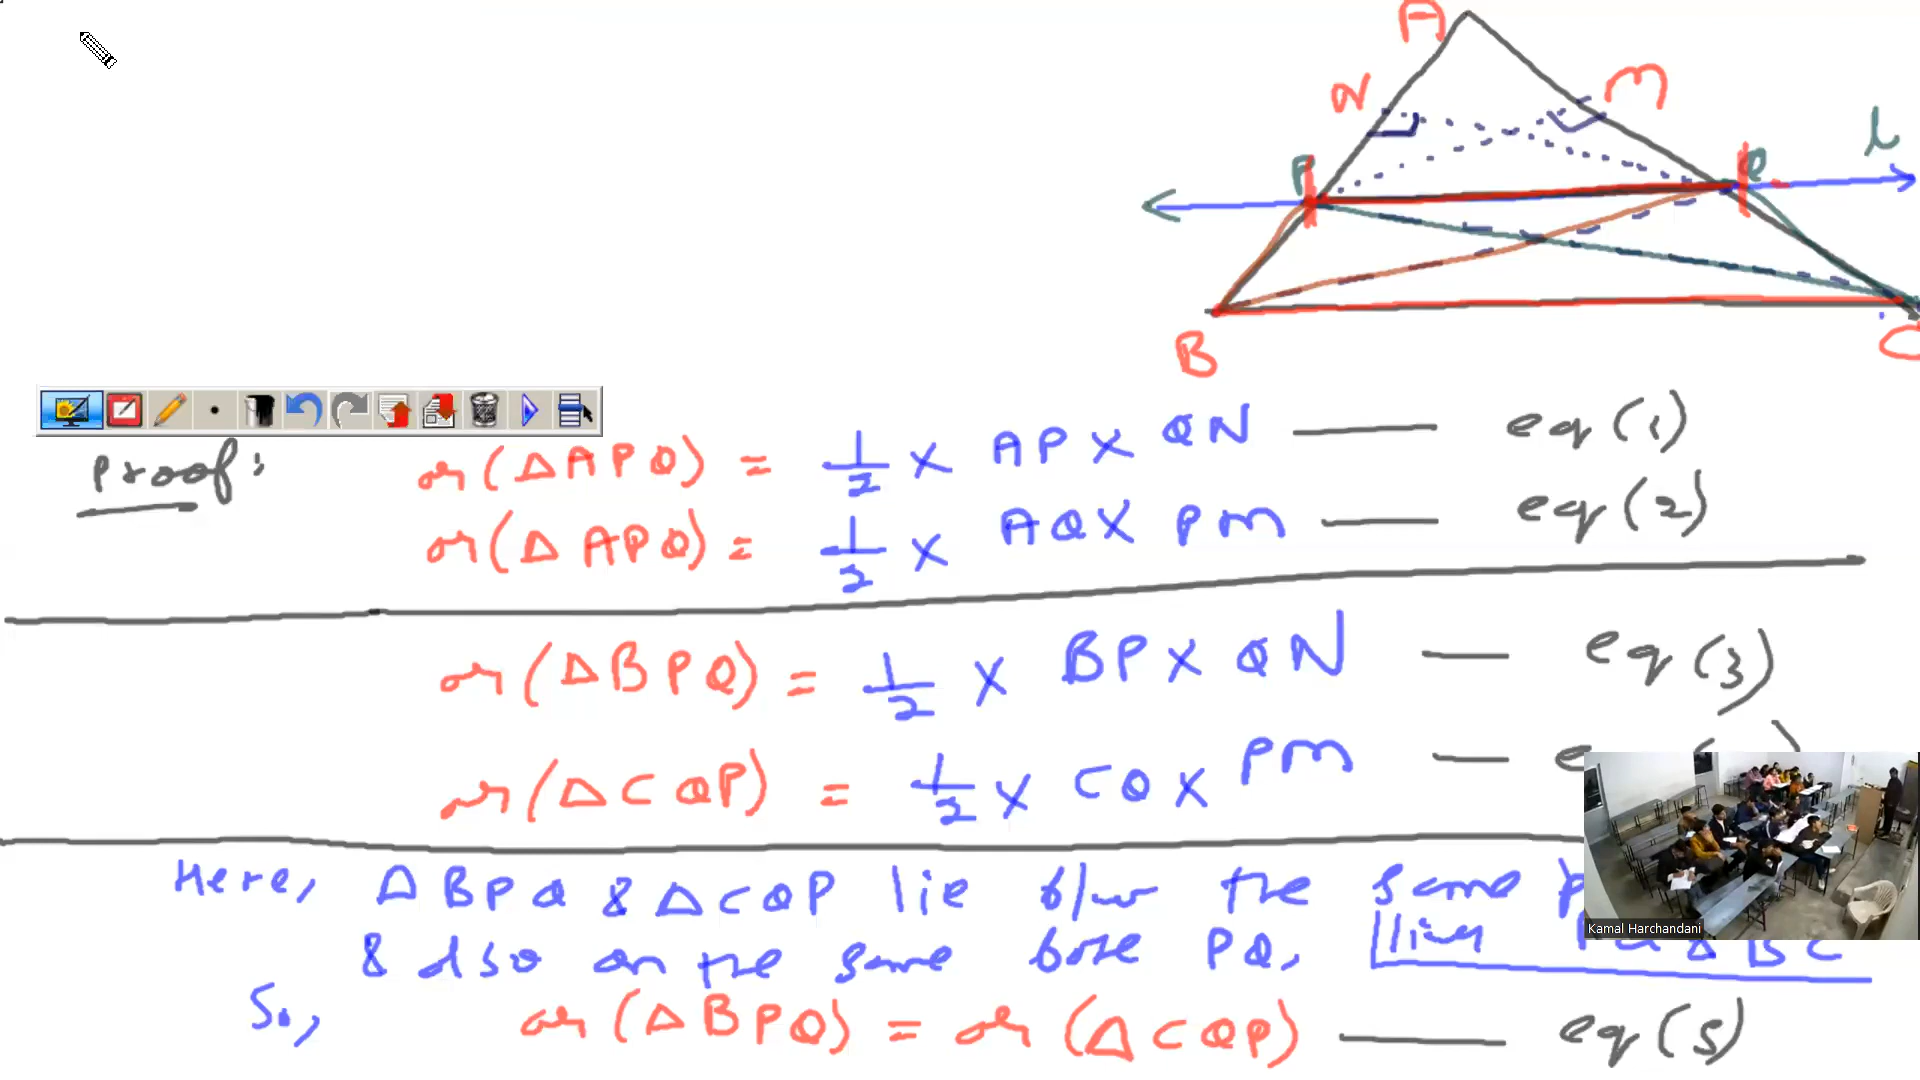 A
N M
P Q l
B C
Proof: ar(ΔAPQ) = 1/2 × AP × QN — eq(1)
ar(ΔAPQ) = 1/2 × AQ × PM — eq(2)
ar(ΔBPQ) = 1/2 × BP × QN — eq(3)
ar(ΔCQP) = 1/2 × CQ × PM —
Here, ΔBPQ & ΔCQP lie b/w the same
& also on the same base PQ. ||lines
Kamal Harchandani
So, ar(ΔBPQ) = ar(ΔCQP) — eq(5)